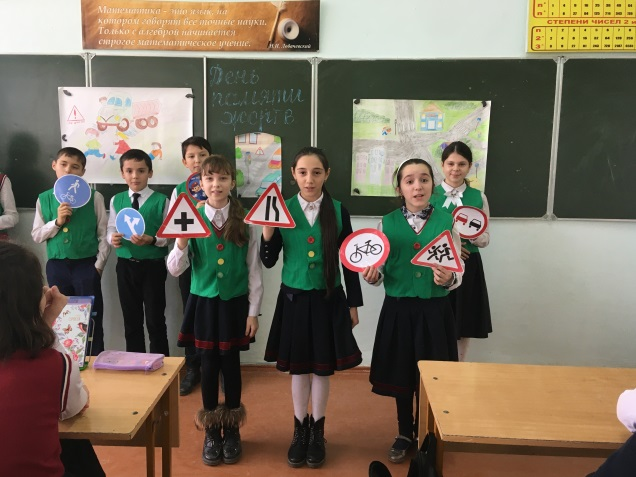 Математика - это язык, на
котором говорят все точные науки.
Только с алгеброй начинается
строгое математическое учение.
Н.И. Лобачевский
СТЕПЕНИ ЧИСЕЛ 2
День
памяти
жертв